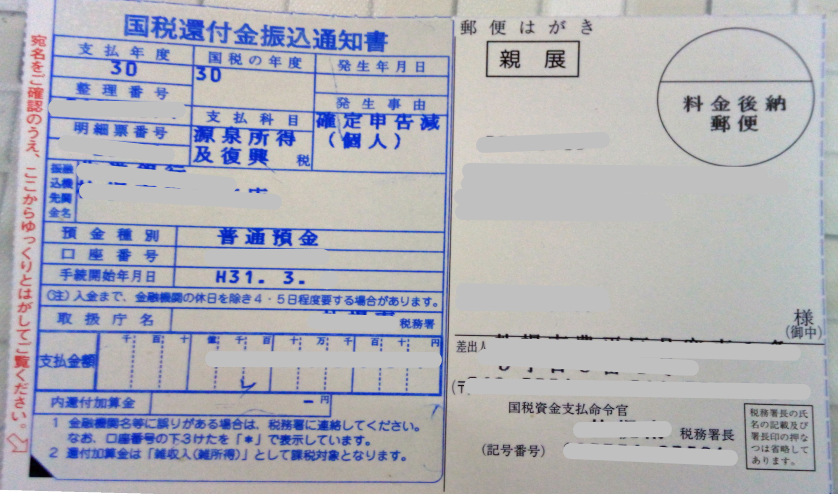 宛名をご確認のうえ、ここからゆっくりとはがしてご覧ください。
国税還付金振込通知書
支払年度
30
国税の年度
30
発生年月日
整理番号
支払科目
源泉所得
及復興 税
発生事由
確定申告減
(個人)
明細票番号
振込先金融機関名
預金種別 普通預金
口座番号
手続開始年月日 H31. 3.
(注)入金まで、金融機関の休日を除き4・5日程度要する場合があります。
取扱庁名 税務署
支払金額 千 百 十 億 千 百 十 万 千 百 十 円
内還付加算金 - 円
1 金融機関名等に誤りがある場合は、税務署に連絡してください。
なお、口座番号の下3けたを「*」で表示しています。
2 還付加算金は「雑収入(雑所得)」として課税対象となります。
郵便はがき
親展
料金後納
郵便
様
(御中)
差出人
(〒
国税資金支払命令官
税務署長
(記号番号)
税務署長の氏
名の記載及び
署長印の押な
つは省略して
あります。